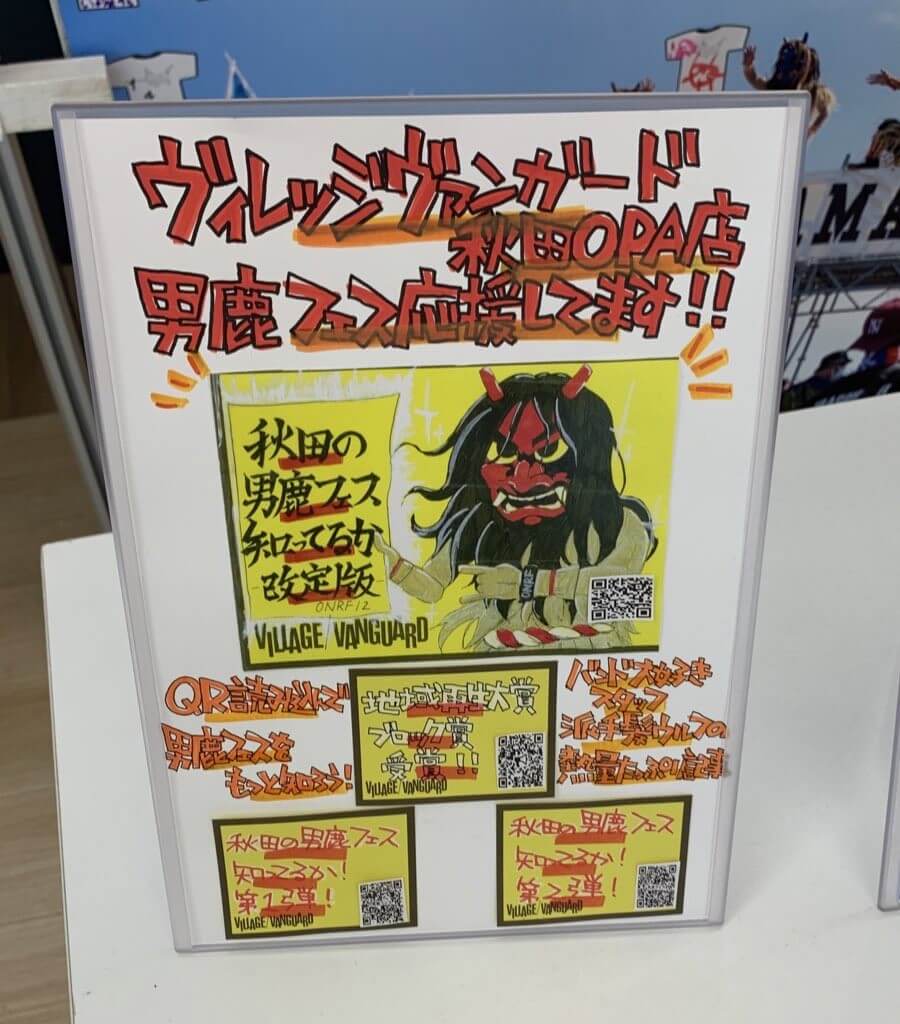 ヴィレッジヴァンガード
秋田OPA店
男鹿フェス応援してます!!
秋田の
男鹿フェス
知ってるか
-改定版-
ONRF12
ONRF
VILLAGE/VANGUARD
QR読み込んで
男鹿フェスを
もっと知ろう!
地域再生大賞
ブロック賞
受賞!!
VILLAGE/VANGUARD
バンド大好き
スタッフ
派手髪ウルフの
熱量たっぷり記事
秋田の男鹿フェス
知ってるか!
第1弾!
VILLAGE/VANGUARD
秋田の男鹿フェス
知ってるか!
第2弾!
VILLAGE/VANGUARD